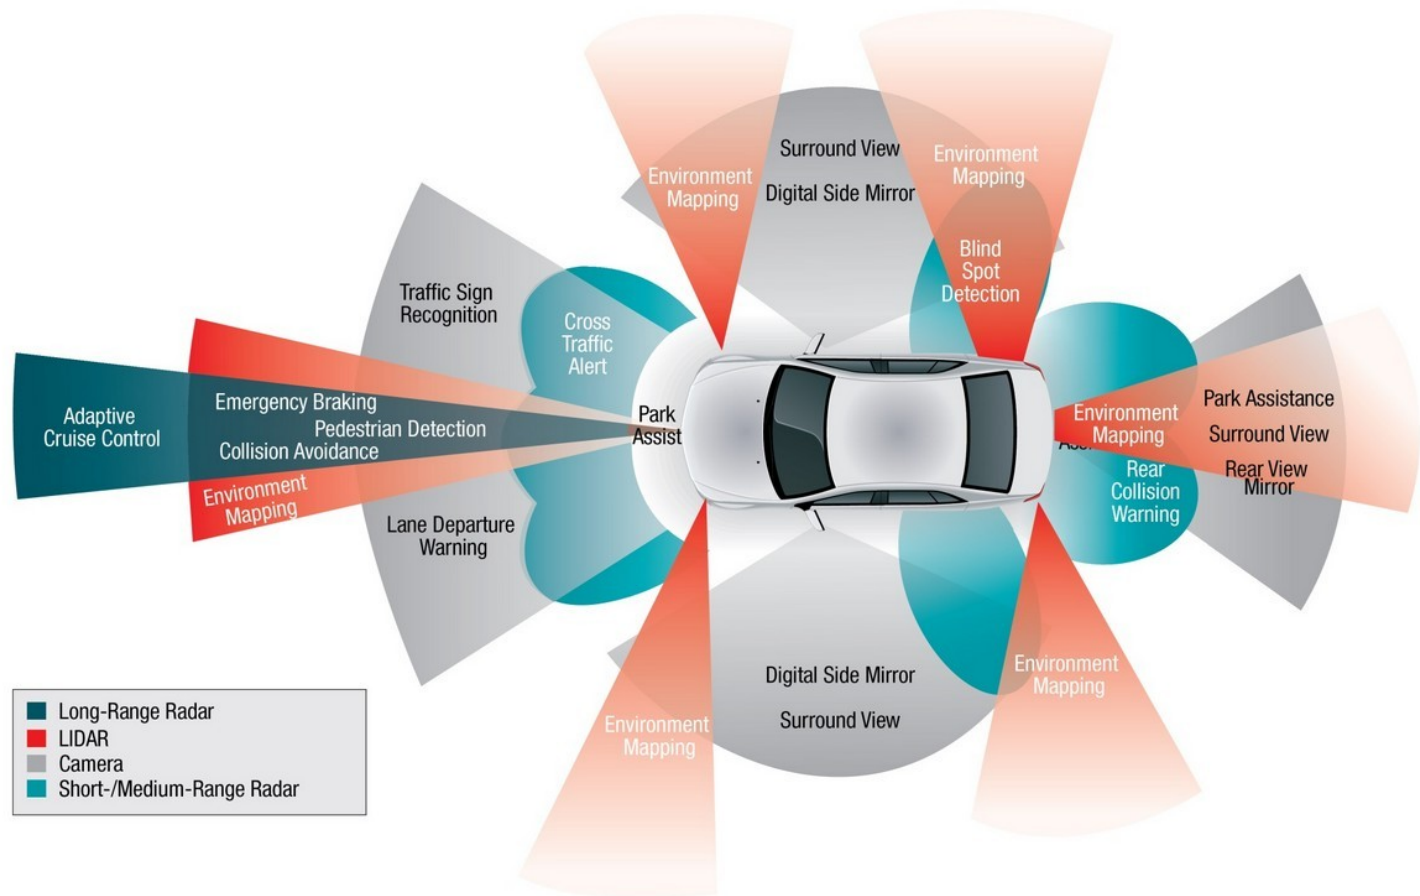 Surround View
Digital Side Mirror
Environment
Mapping
Environment
Mapping
Blind
Spot
Detection
Traffic Sign
Recognition
Cross
Traffic
Alert
Adaptive
Cruise Control
Emergency Braking
Pedestrian Detection
Collision Avoidance
Environment
Mapping
Park
Assist
Lane Departure
Warning
Environment
Mapping
Rear
Collision
Warning
Park Assistance
Surround View
Rear View
Mirror
Environment
Mapping
Digital Side Mirror
Surround View
Environment
Mapping
Long-Range Radar
LIDAR
Camera
Short-/Medium-Range Radar